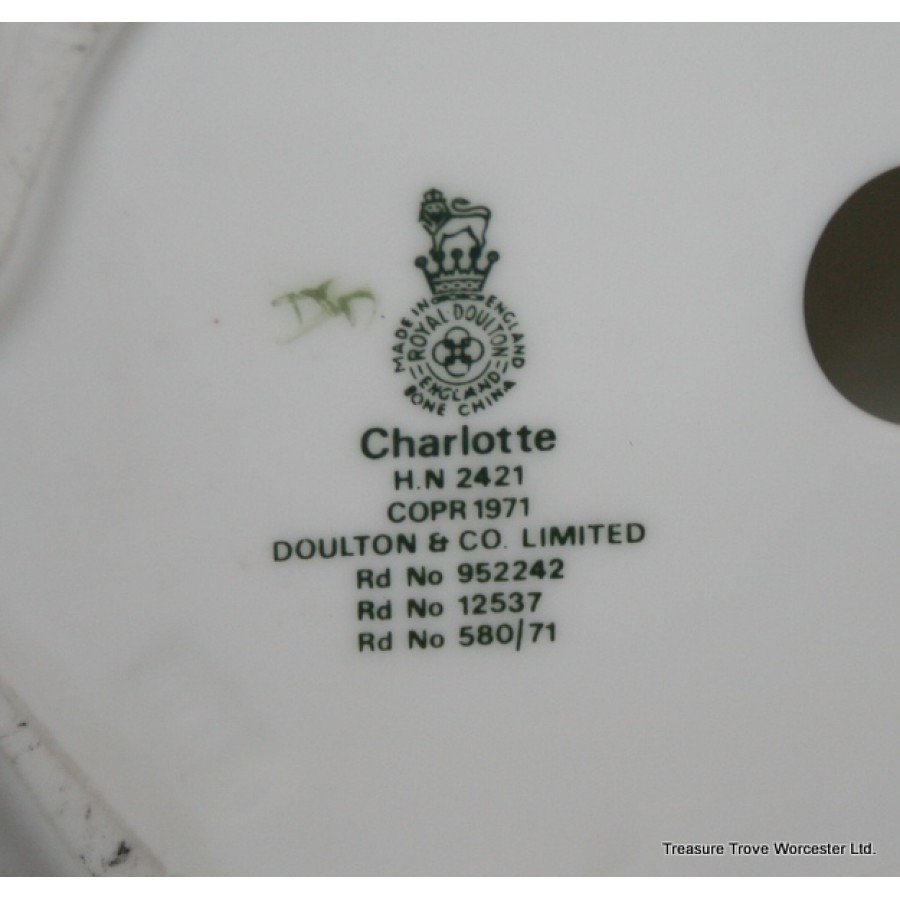 MADE IN ENGLAND
ROYAL DOULTON
ENGLAND
BONE CHINA
Charlotte
H.N 2421
COPR 1971
DOULTON & CO. LIMITED
Rd No 952242
Rd No 12537
Rd No 580/71
Treasure Trove Worcester Ltd.